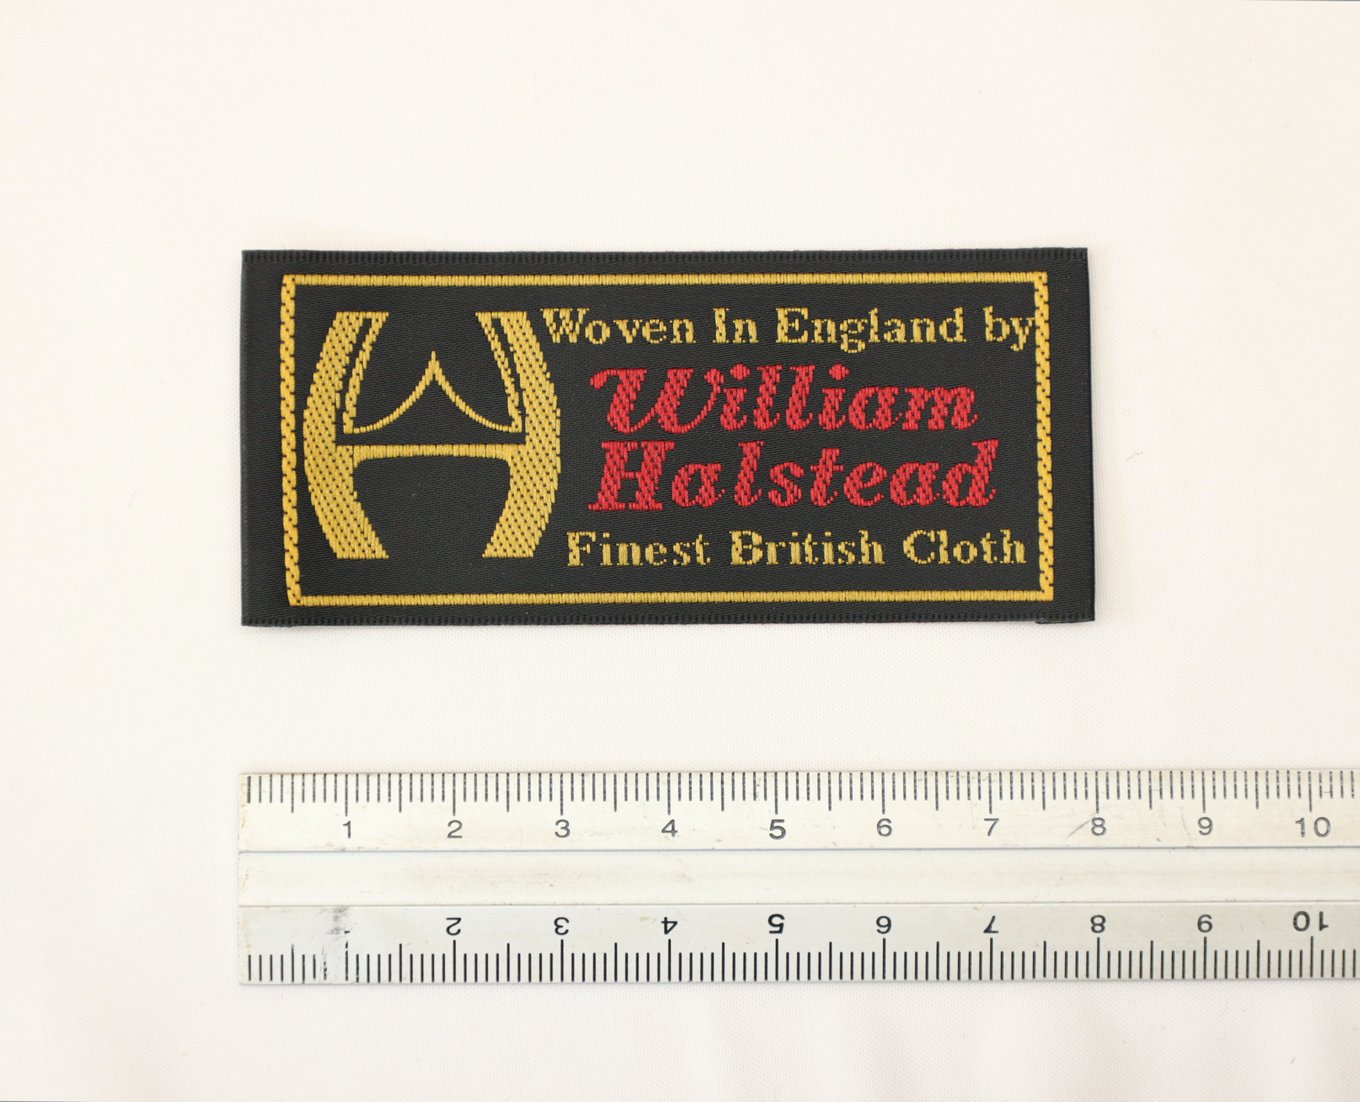 Woven In England by
William
Halstead
Finest British Cloth
1 2 3 4 5 6 7 8 9 10
2 3 4 5 6 7 8 9 10